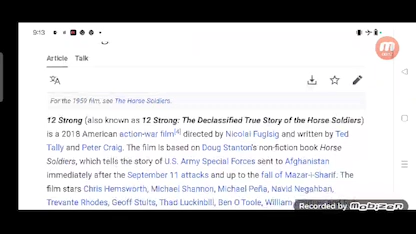 9:13
Article Talk
For the 1959 film, see The Horse Soldiers.
12 Strong (also known as 12 Strong: The Declassified True Story of the Horse Soldiers)
is a 2018 American action-war film[4] directed by Nicolai Fuglsig and written by Ted
Tally and Peter Craig. The film is based on Doug Stanton's non-fiction book Horse
Soldiers, which tells the story of U.S. Army Special Forces sent to Afghanistan
immediately after the September 11 attacks and up to the fall of Mazar-i-Sharif. The
film stars Chris Hemsworth, Michael Shannon, Michael Peña, Navid Negahban,
Trevante Rhodes, Geoff Stults, Thad Luckinbill, Ben O'Toole, William
Recorded by Mobizen